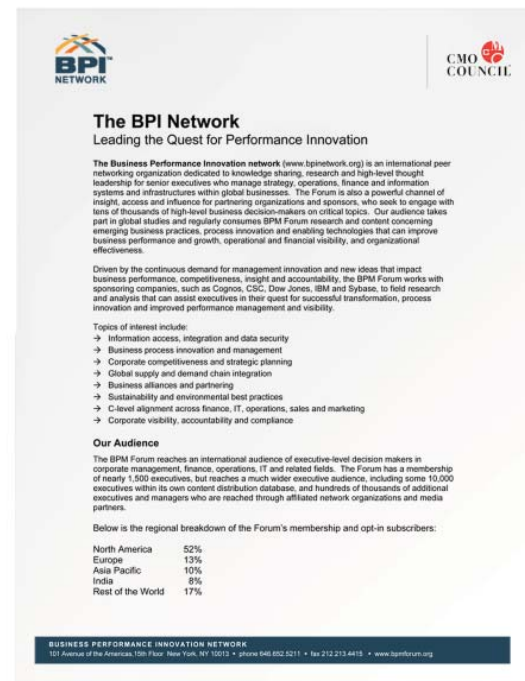 BPI™
NETWORK
CMO
COUNCIL
The BPI Network
Leading the Quest for Performance Innovation
The Business Performance Innovation network (www.bpinetwork.org) is an international peer
networking organization dedicated to knowledge sharing, research and high-level thought
leadership for senior executives who manage strategy, operations, finance and information
systems and infrastructures within global businesses. The Forum is also a powerful channel of
insight, access and influence for partnering organizations and sponsors, who seek to engage with
tens of thousands of high-level business decision-makers on critical topics. Our audience takes
part in global studies and regularly consumes BPM Forum research and content concerning
emerging business practices, process innovation and enabling technologies that can improve
business performance and growth, operational and financial visibility, and organizational
effectiveness.
Driven by the continuous demand for management innovation and new ideas that impact
business performance, competitiveness, insight and accountability, the BPM Forum works with
sponsoring companies, such as Cognos, CSC, Dow Jones, IBM and Sybase, to field research
and analysis that can assist executives in their quest for successful transformation, process
innovation and improved performance management and visibility.
Topics of interest include:
→ Information access, integration and data security
→ Business process innovation and management
→ Corporate competitiveness and strategic planning
→ Global supply and demand chain integration
→ Business alliances and partnering
→ Sustainability and environmental best practices
→ C-level alignment across finance, IT, operations, sales and marketing
→ Corporate visibility, accountability and compliance
Our Audience
The BPM Forum reaches an international audience of executive-level decision makers in
corporate management, finance, operations, IT and related fields. The Forum has a membership
of nearly 1,500 executives, but reaches a much wider executive audience, including some 10,000
executives within its own content distribution database, and hundreds of thousands of additional
executives and managers who are reached through affiliated network organizations and media
partners.
Below is the regional breakdown of the Forum's membership and opt-in subscribers:
North America 52%
Europe 13%
Asia Pacific 10%
India 8%
Rest of the World 17%
BUSINESS PERFORMANCE INNOVATION NETWORK
101 Avenue of the Americas, 15th Floor New York, NY 10013 • phone 646.652.5211 • fax 212.213.4415 • www.bpmforum.org